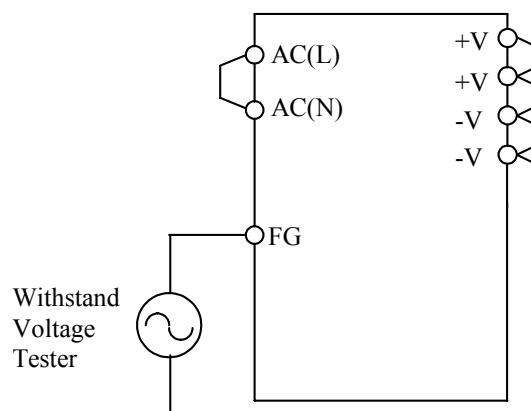 AC(L)
AC(N)
+V
+V
-V
-V
FG
Withstand
Voltage
Tester